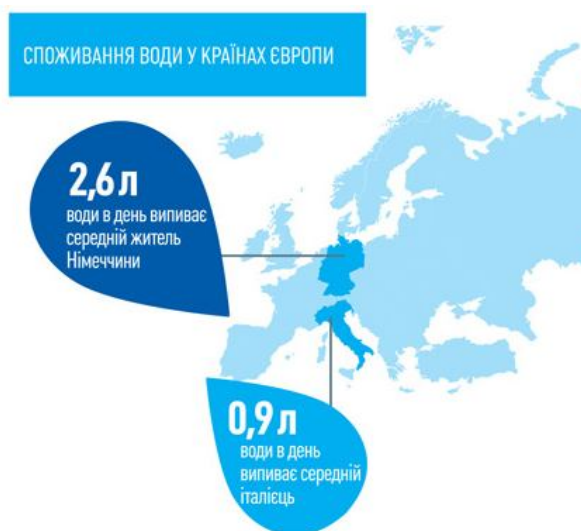 СПОЖИВАННЯ ВОДИ У КРАЇНАХ ЄВРОПИ
2,6 л
води в день випиває
середній житель
Німеччини
0,9 л
води в день
випиває середній
італієць